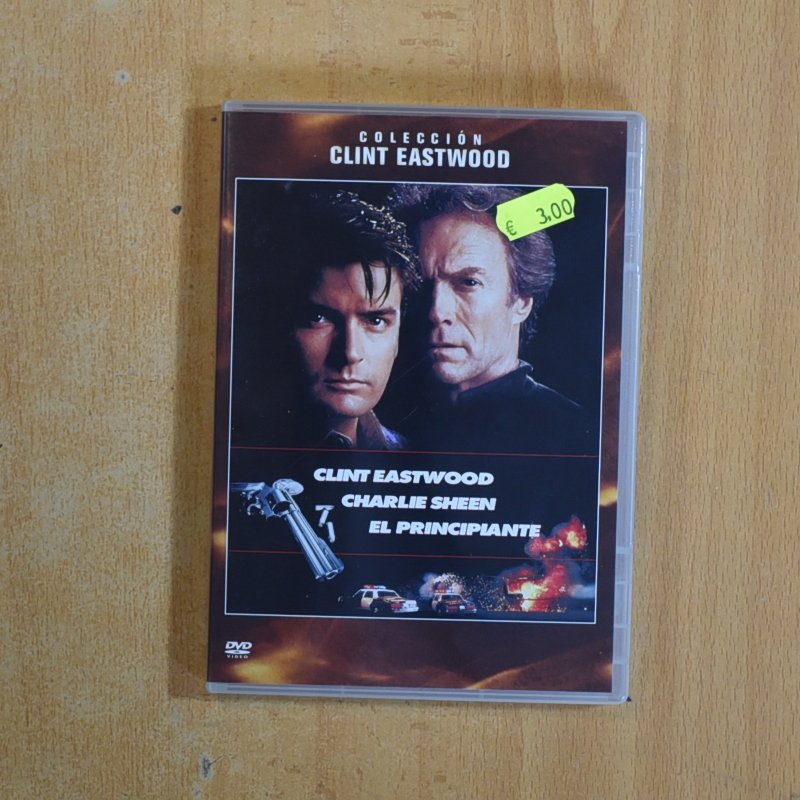 COLECCIÓN
CLINT EASTWOOD
€ 3,00
CLINT EASTWOOD
CHARLIE SHEEN
EL PRINCIPIANTE
DVD
VIDEO